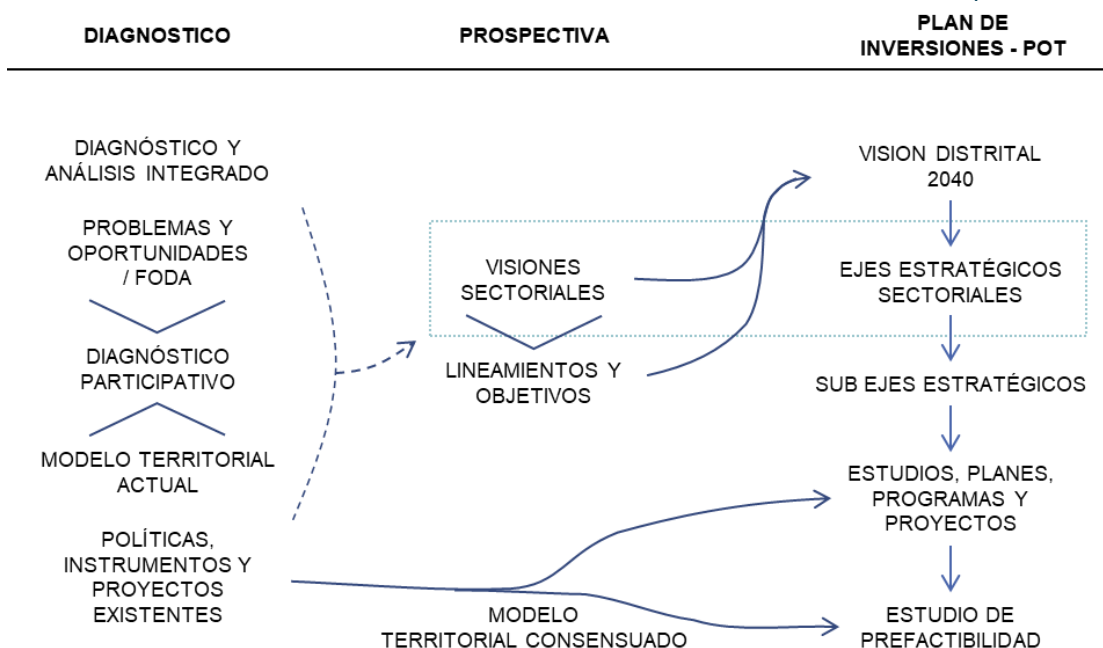 DIAGNOSTICO
PROSPECTIVA
PLAN DE
INVERSIONES - POT
DIAGNÓSTICO Y
ANÁLISIS INTEGRADO
PROBLEMAS Y
OPORTUNIDADES
/ FODA
DIAGNÓSTICO
PARTICIPATIVO
MODELO TERRITORIAL
ACTUAL
POLÍTICAS,
INSTRUMENTOS Y
PROYECTOS
EXISTENTES
VISIONES
SECTORIALES
LINEAMIENTOS Y
OBJETIVOS
MODELO
TERRITORIAL CONSENSUADO
VISION DISTRITAL
2040
EJES ESTRATÉGICOS
SECTORIALES
SUB EJES ESTRATÉGICOS
ESTUDIOS, PLANES,
PROGRAMAS Y
PROYECTOS
ESTUDIO DE
PREFACTIBILIDAD